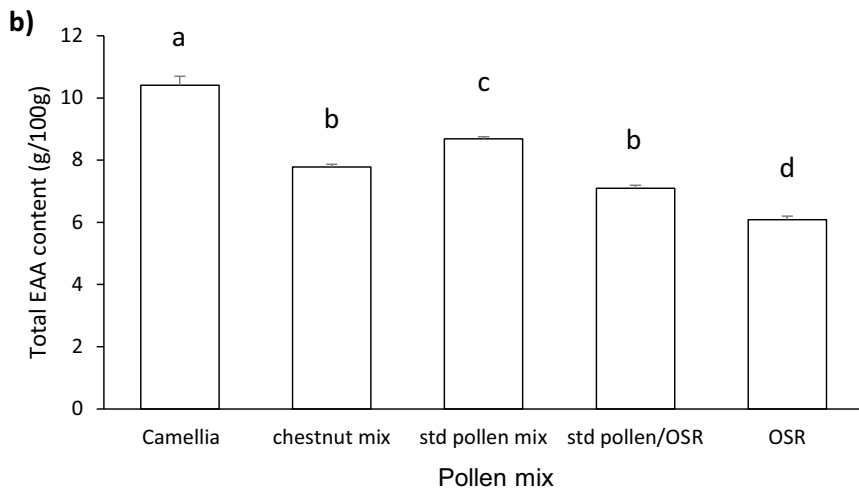 b)
Total EAA content (g/100g)
12
10
8
6
4
2
0
a
b
c
b
d
Camellia
chestnut mix
std pollen mix
std pollen/OSR
OSR
Pollen mix